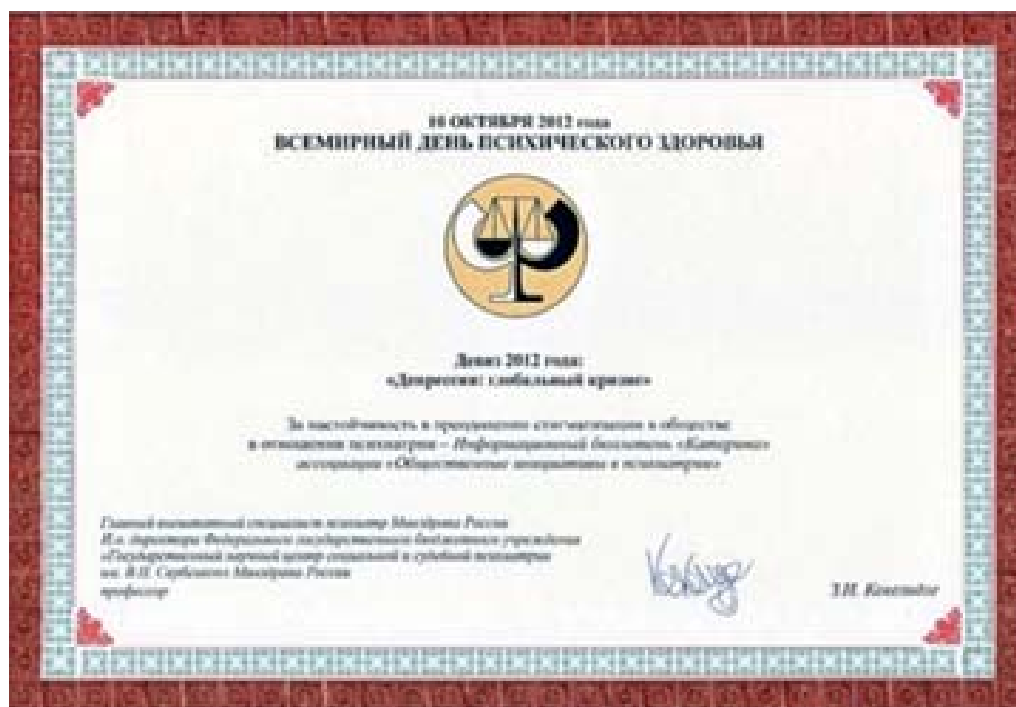 10 ОКТЯБРЯ 2012 года
ВСЕМИРНЫЙ ДЕНЬ ПСИХИЧЕСКОГО ЗДОРОВЬЯ
Девиз 2012 года:
«Депрессия: глобальный кризис»
За настойчивость в преодолении стигматизации в обществе
в отношении психиатрии – Информационный бюллетень
ассоциации «Общественные инициативы в психиатрии»
Главный внештатный специалист психиатр Минздрава России
И.о. директора Федерального государственного бюджетного учреждения
«Государственный научный центр социальной и судебной психиатрии
им. В.П. Сербского Минздрава России
профессор
З.И. Кекелидзе